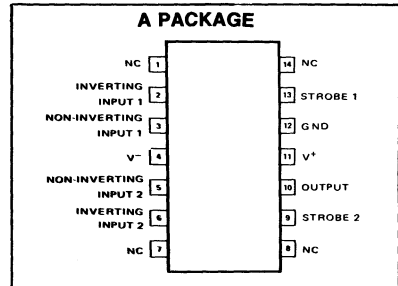 A PACKAGE
NC 1
INVERTING
INPUT 1 2
NON-INVERTING
INPUT 1 3
V⁻ 4
NON-INVERTING
INPUT 2 5
INVERTING
INPUT 2 6
NC 7
14 NC
13 STROBE 1
12 GND
11 V⁺
10 OUTPUT
9 STROBE 2
8 NC